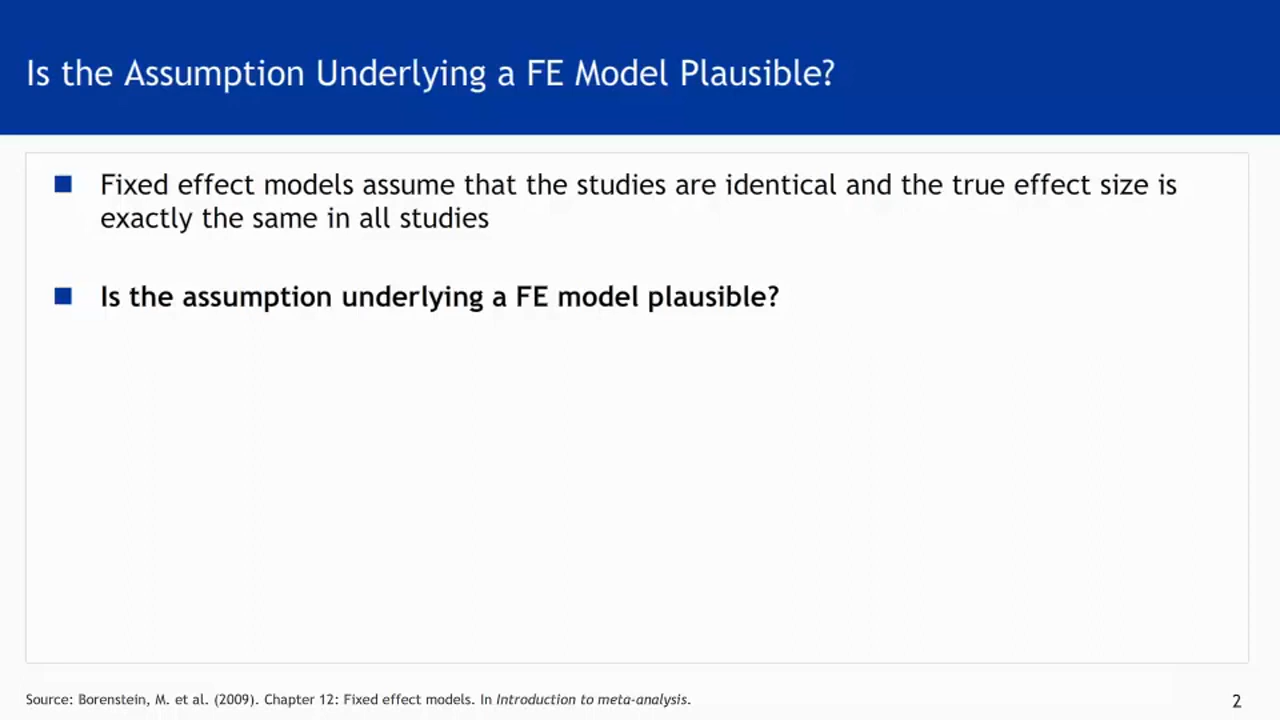 Is the Assumption Underlying a FE Model Plausible?
Fixed effect models assume that the studies are identical and the true effect size is
exactly the same in all studies
Is the assumption underlying a FE model plausible?
Source: Borenstein, M. et al. (2009). Chapter 12: Fixed effect models. In Introduction to meta-analysis.
2